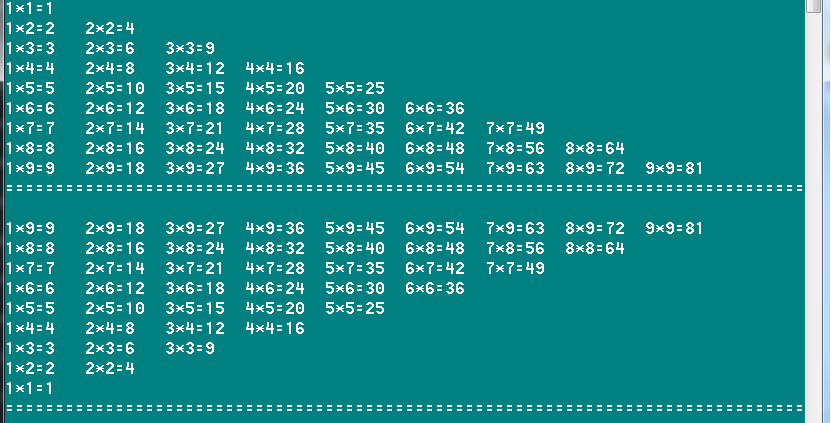 1*1=1
1*2=2 2*2=4
1*3=3 2*3=6 3*3=9
1*4=4 2*4=8 3*4=12 4*4=16
1*5=5 2*5=10 3*5=15 4*5=20 5*5=25
1*6=6 2*6=12 3*6=18 4*6=24 5*6=30 6*6=36
1*7=7 2*7=14 3*7=21 4*7=28 5*7=35 6*7=42 7*7=49
1*8=8 2*8=16 3*8=24 4*8=32 5*8=40 6*8=48 7*8=56 8*8=64
1*9=9 2*9=18 3*9=27 4*9=36 5*9=45 6*9=54 7*9=63 8*9=72 9*9=81
================================================================================
1*9=9 2*9=18 3*9=27 4*9=36 5*9=45 6*9=54 7*9=63 8*9=72 9*9=81
1*8=8 2*8=16 3*8=24 4*8=32 5*8=40 6*8=48 7*8=56 8*8=64
1*7=7 2*7=14 3*7=21 4*7=28 5*7=35 6*7=42 7*7=49
1*6=6 2*6=12 3*6=18 4*6=24 5*6=30 6*6=36
1*5=5 2*5=10 3*5=15 4*5=20 5*5=25
1*4=4 2*4=8 3*4=12 4*4=16
1*3=3 2*3=6 3*3=9
1*2=2 2*2=4
1*1=1
================================================================================